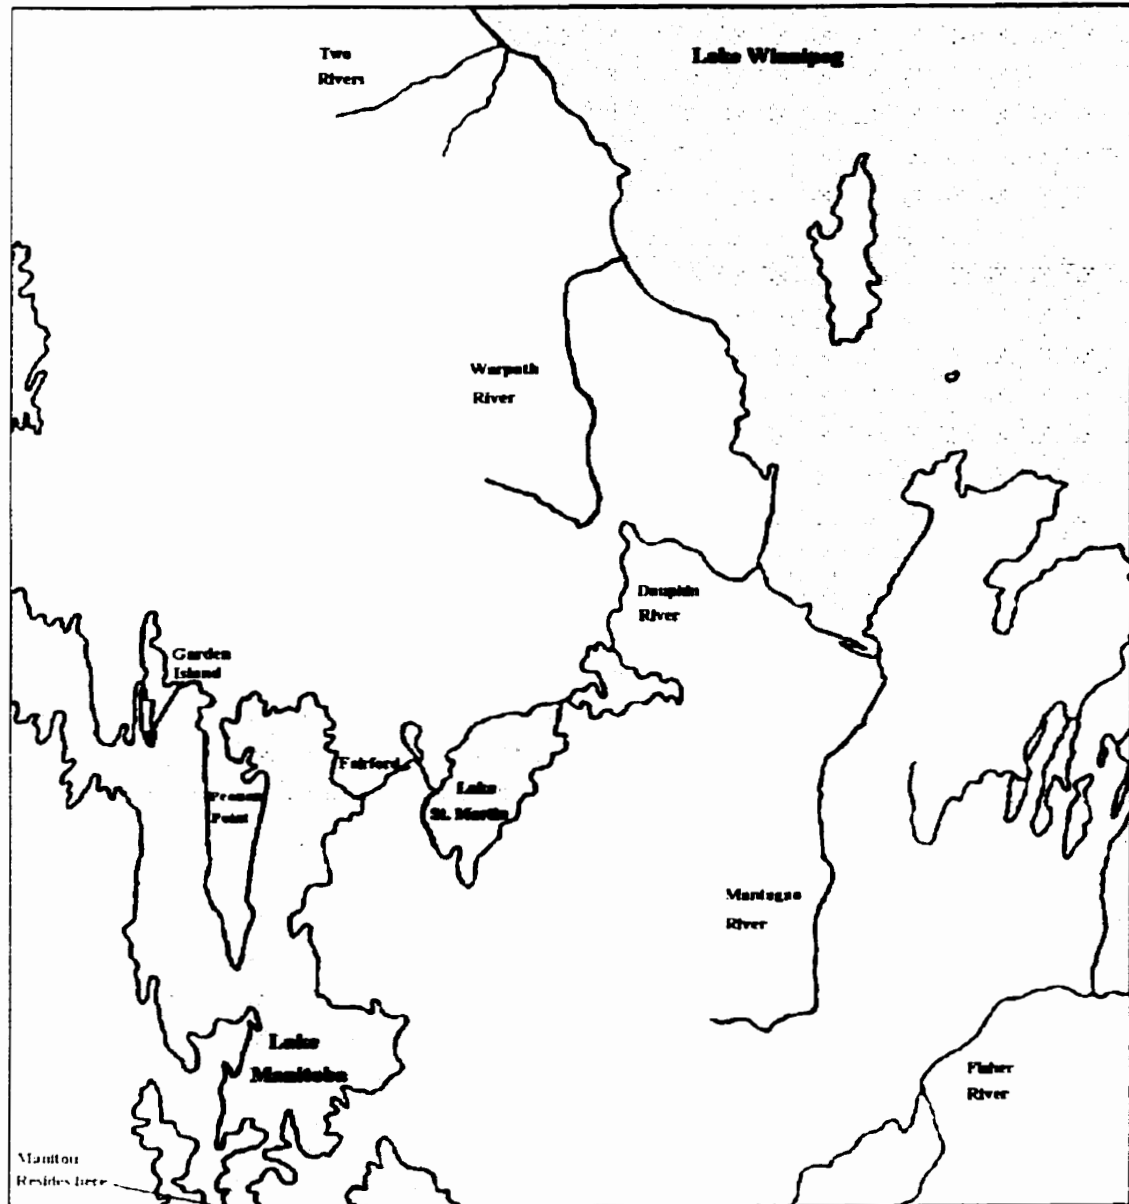 Two
Rivers
Lake Winnipeg
Warpath
River
Dauphin
River
Garden
Island
Fairford
Lake
St. Martin
Peonan
Point
Mantagao
River
Lake
Manitoba
Fisher
River
Manitou
Resides here